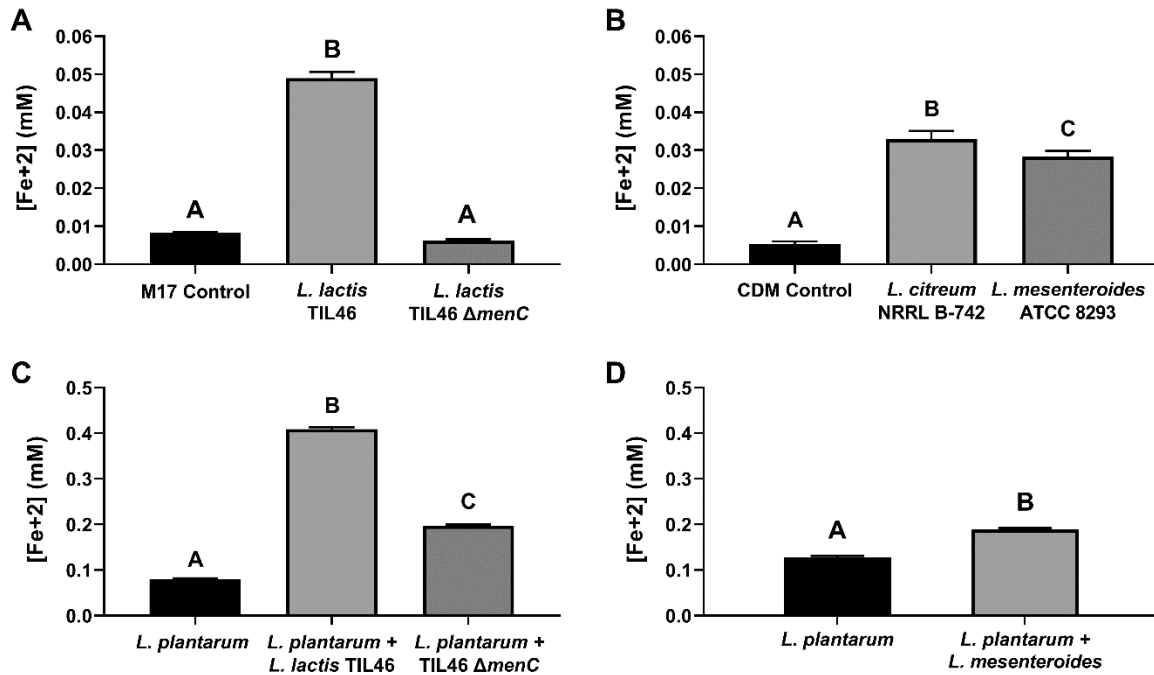 A
[Fe+2] (mM)
0.06
0.05
0.04
0.03
0.02
0.01
0.00
A
B
A
M17 Control
L. lactis
TIL46
L. lactis
TIL46 ΔmenC
B
[Fe+2] (mM)
0.06
0.05
0.04
0.03
0.02
0.01
0.00
A
B
C
CDM Control
L. citreum
NRRL B-742
L. mesenteroides
ATCC 8293
C
[Fe+2] (mM)
0.5
0.4
0.3
0.2
0.1
0.0
A
B
C
L. plantarum
L. plantarum +
L. lactis TIL46
L. plantarum +
TIL46 ΔmenC
D
[Fe+2] (mM)
0.5
0.4
0.3
0.2
0.1
0.0
A
B
L. plantarum
L. plantarum +
L. mesenteroides